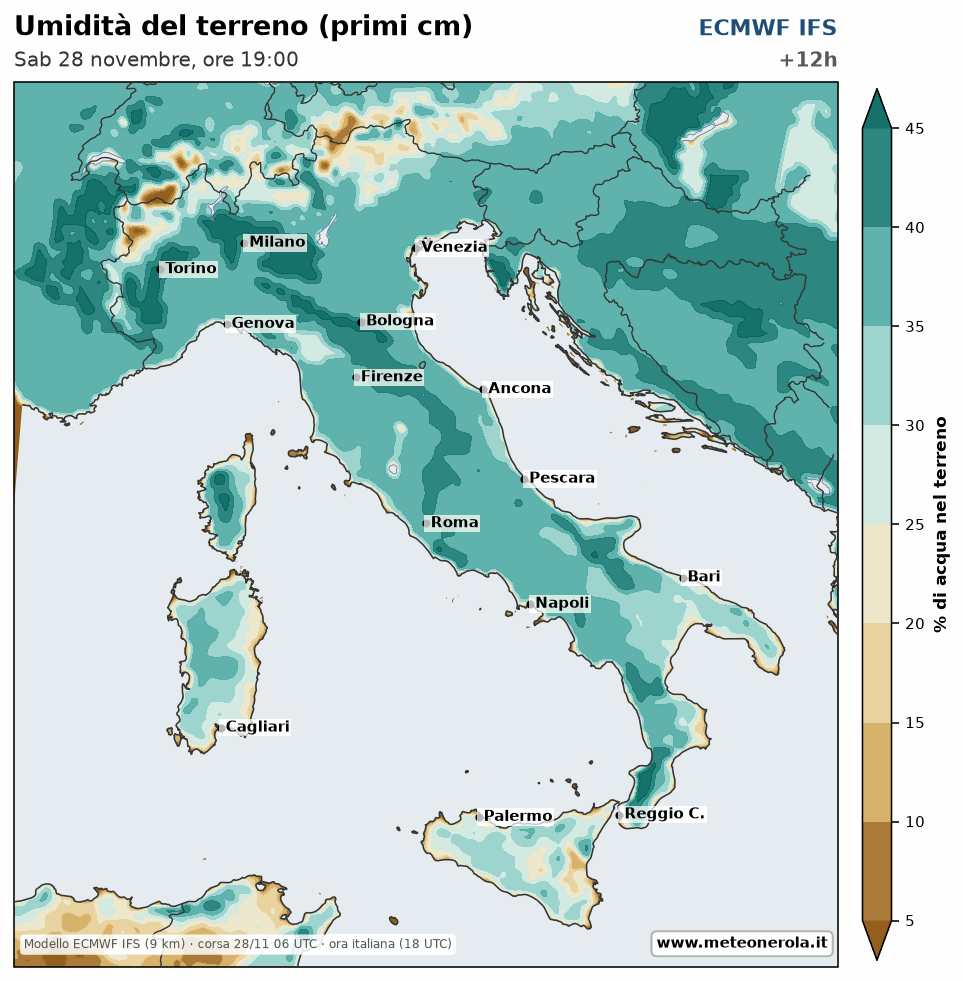 Umidità del terreno (primi cm)
ECMWF IFS
Sab 28 novembre, ore 19:00
+12h
Milano
Venezia
Torino
Genova
Bologna
Firenze
Ancona
Pescara
Roma
Bari
Napoli
Cagliari
Palermo
Reggio C.
45
40
35
30
25
20
15
10
5
% di acqua nel terreno
Modello ECMWF IFS (9 km) · corsa 28/11 06 UTC · ora italiana (18 UTC)
www.meteonerola.it